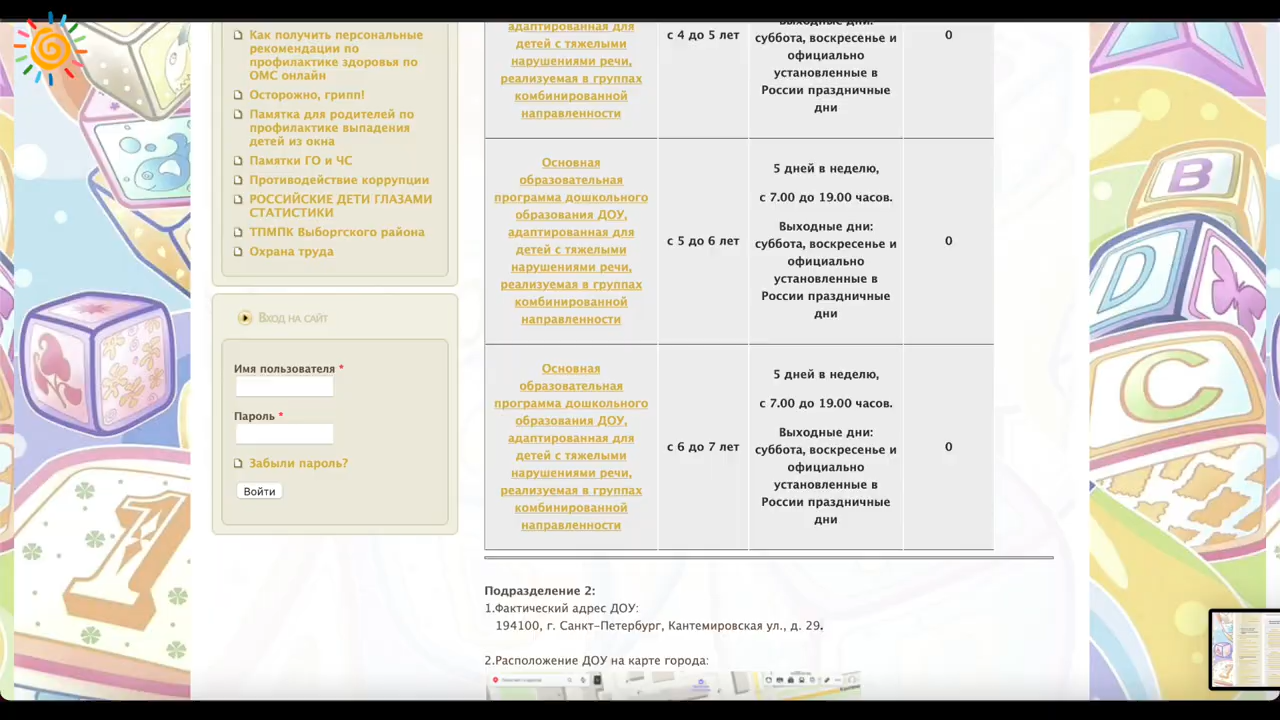 Как получить персональные
рекомендации по
профилактике здоровья по
ОМС онлайн
Осторожно, грипп!
Памятка для родителей по
профилактике выпадения
детей из окна
Памятки ГО и ЧС
Противодействие коррупции
РОССИЙСКИЕ ДЕТИ ГЛАЗАМИ
СТАТИСТИКИ
ТПМПК Выборгского района
Охрана труда
Вход на сайт
Имя пользователя *
Пароль *
Забыли пароль?
Войти
адаптированная для
детей с тяжелыми
нарушениями речи,
реализуемая в группах
комбинированной
направленности
с 4 до 5 лет
Выходные дни:
суббота, воскресенье и
официально
установленные в
России праздничные
дни
0
Основная
образовательная
программа дошкольного
образования ДОУ,
адаптированная для
детей с тяжелыми
нарушениями речи,
реализуемая в группах
комбинированной
направленности
с 5 до 6 лет
5 дней в неделю,
с 7.00 до 19.00 часов.
Выходные дни:
суббота, воскресенье и
официально
установленные в
России праздничные
дни
0
Основная
образовательная
программа дошкольного
образования ДОУ,
адаптированная для
детей с тяжелыми
нарушениями речи,
реализуемая в группах
комбинированной
направленности
с 6 до 7 лет
5 дней в неделю,
с 7.00 до 19.00 часов.
Выходные дни:
суббота, воскресенье и
официально
установленные в
России праздничные
дни
0
Подразделение 2:
1.Фактический адрес ДОУ:
194100, г. Санкт-Петербург, Кантемировская ул., д. 29.
2.Расположение ДОУ на карте города:
B
D
C
1